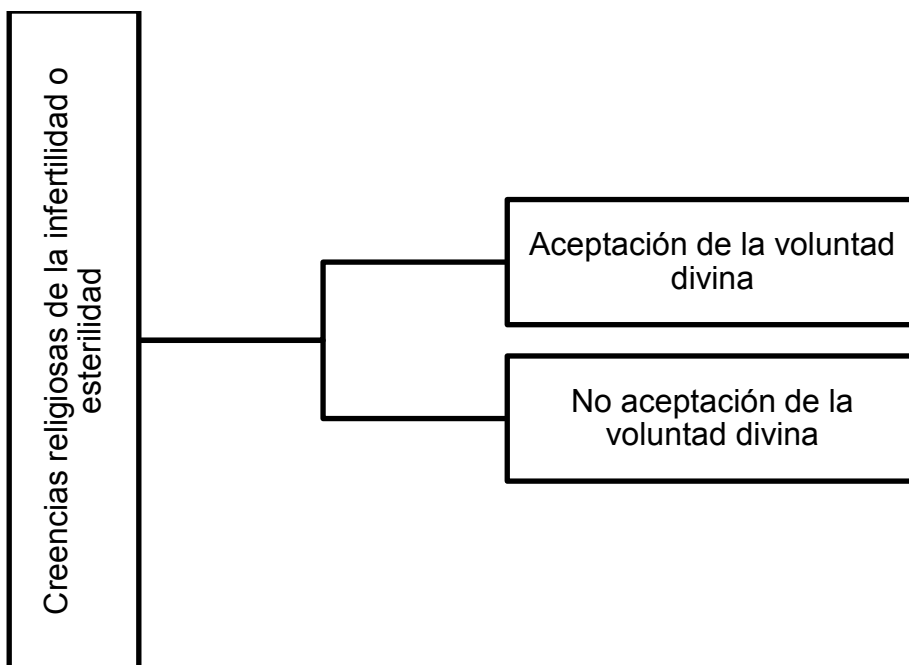 Creencias religiosas de la infertilidad o
esterilidad
Aceptación de la voluntad
divina
No aceptación de la
voluntad divina